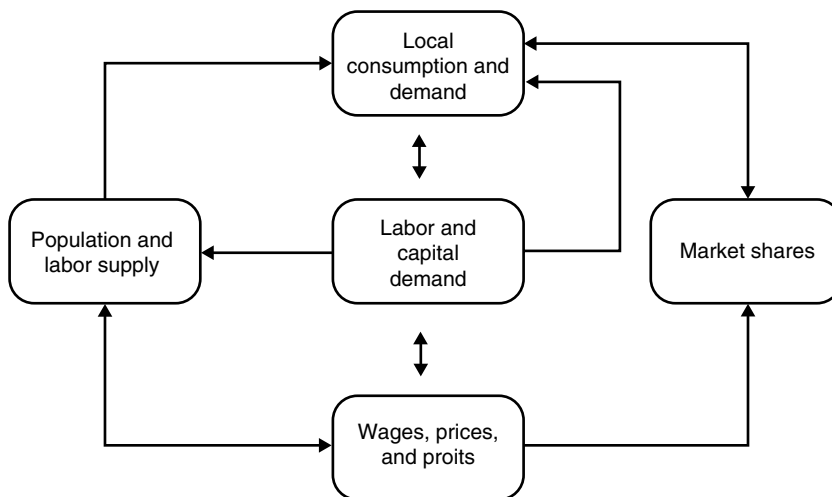 Local
consumption and
demand
Population and
labor supply
Labor and
capital
demand
Market shares
Wages, prices,
and proits